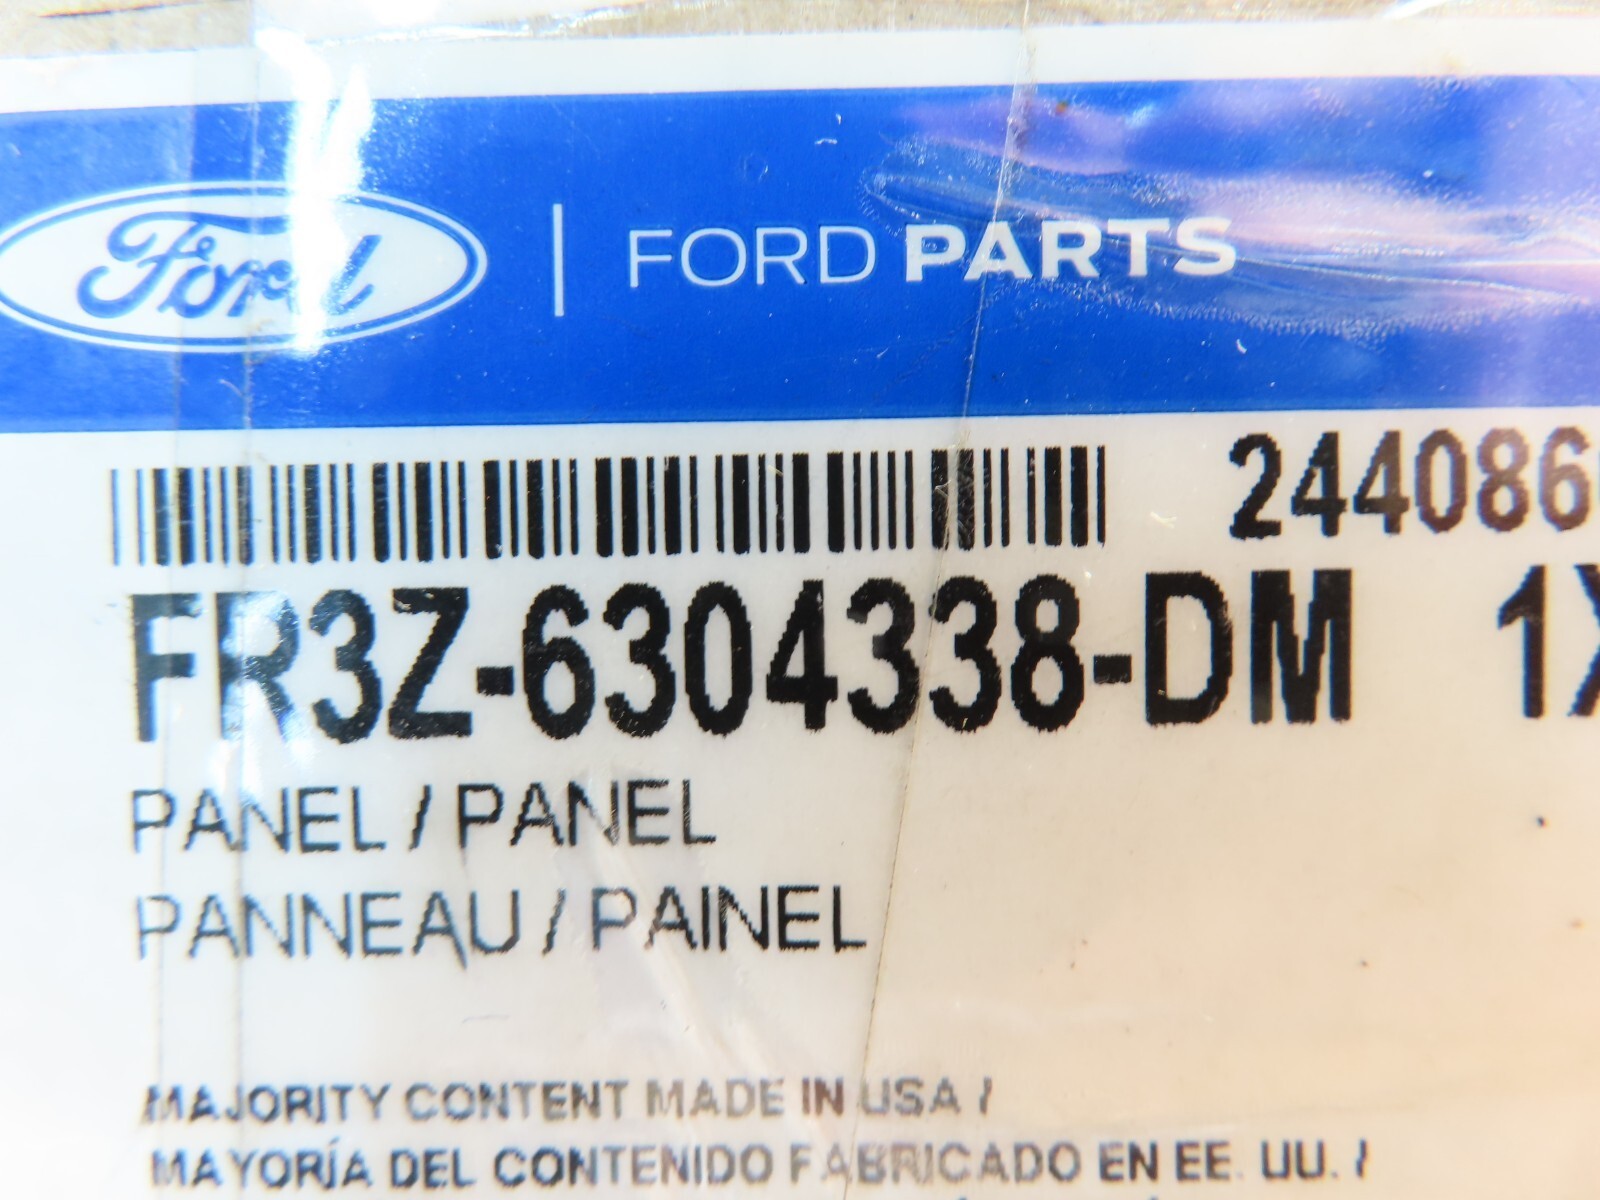 Ford | FORD PARTS
244086
FR3Z-6304338-DM 1X
PANEL / PANEL
PANNEAU / PAINEL
MAJORITY CONTENT MADE IN USA /
MAYORÍA DEL CONTENIDO FABRICADO EN EE. UU. /